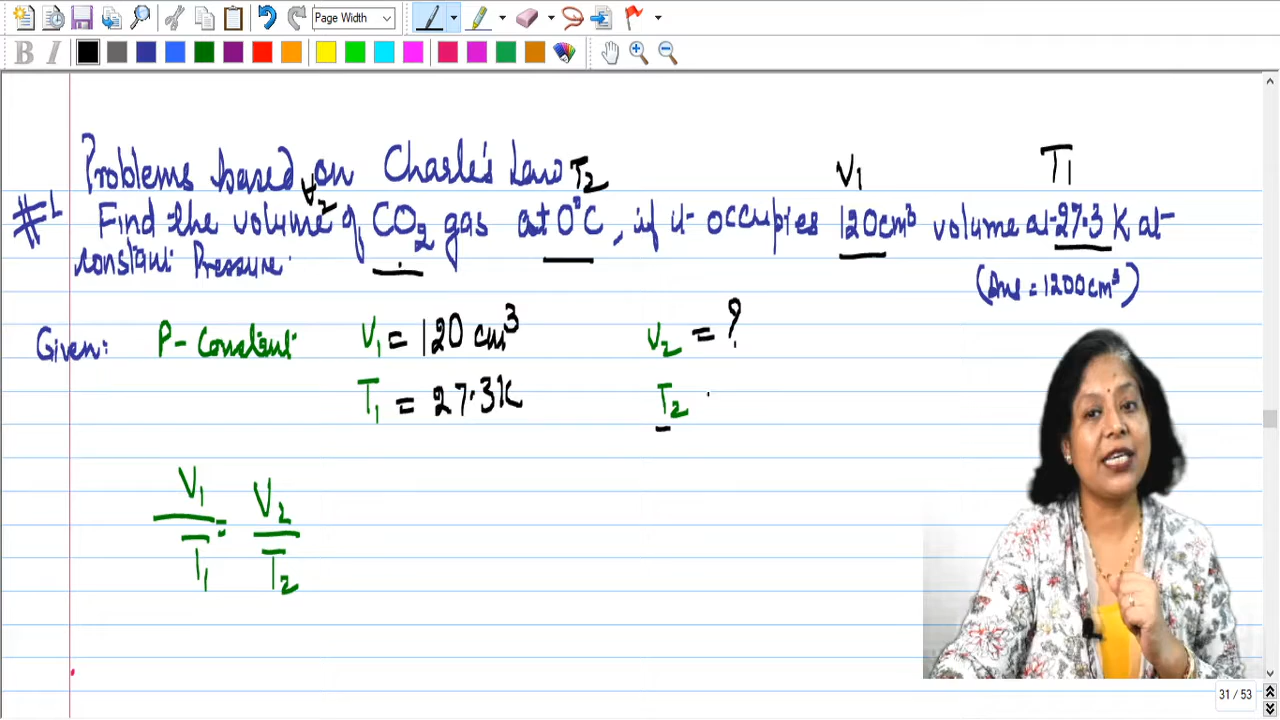 Page Width
B I
Problems based on Charle's Law T2 V1 T1
V2
#1 Find the volume of CO2 gas at 0°C, if it occupies 120cm³ volume at 27.3 K at
constant Pressure.
(Ans = 1200cm³)
Given: P - Constant V1 = 120 cm³ V2 = ?
T1 = 27.3K T2
V1/T1 = V2/T2
31 / 53